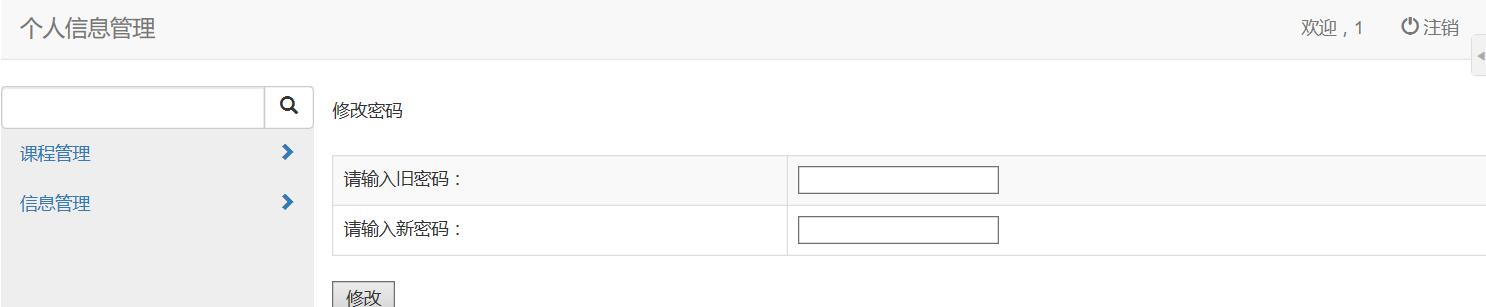 个人信息管理
欢迎，1 注销
修改密码
课程管理
信息管理
请输入旧密码：
请输入新密码：
修改